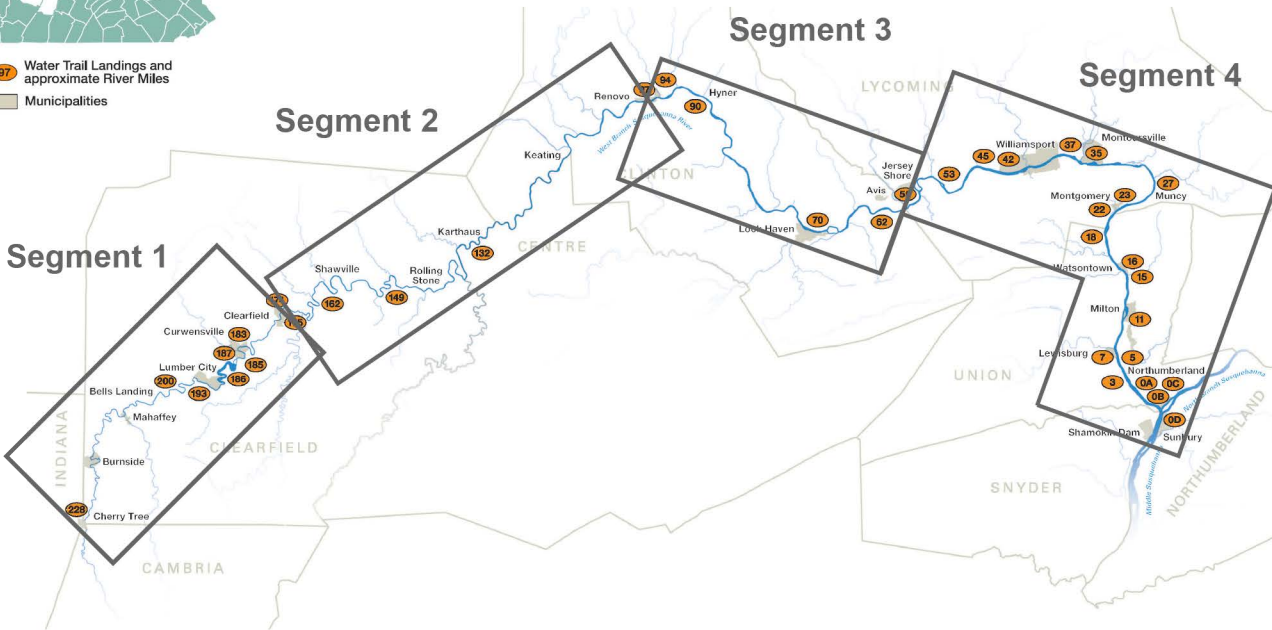 Segment 3
Segment 4
Segment 2
Segment 1
97
Water Trail Landings and
approximate River Miles
Municipalities
LYCOMING
CLINTON
CENTRE
CLEARFIELD
INDIANA
CAMBRIA
UNION
SNYDER
NORTHUMBERLAND
Renovo
94
Hyner
90
West Branch Susquehanna River
Keating
Karthaus
132
Rolling
Stone
149
Shawville
162
Clearfield
Curwensville
183
187
185
186
Lumber City
193
200
Bells Landing
Mahaffey
Burnside
228
Cherry Tree
Lock Haven
70
62
Avis
Jersey
Shore
53
45
42
Williamsport
37
35
Montoursville
27
Muncy
Montgomery
23
22
18
Watsontown
16
15
Milton
11
Lewisburg
7
5
3
Northumberland
0A
0C
0B
0D
Shamokin Dam
Sunbury
North Branch Susquehanna
Middle Susquehanna